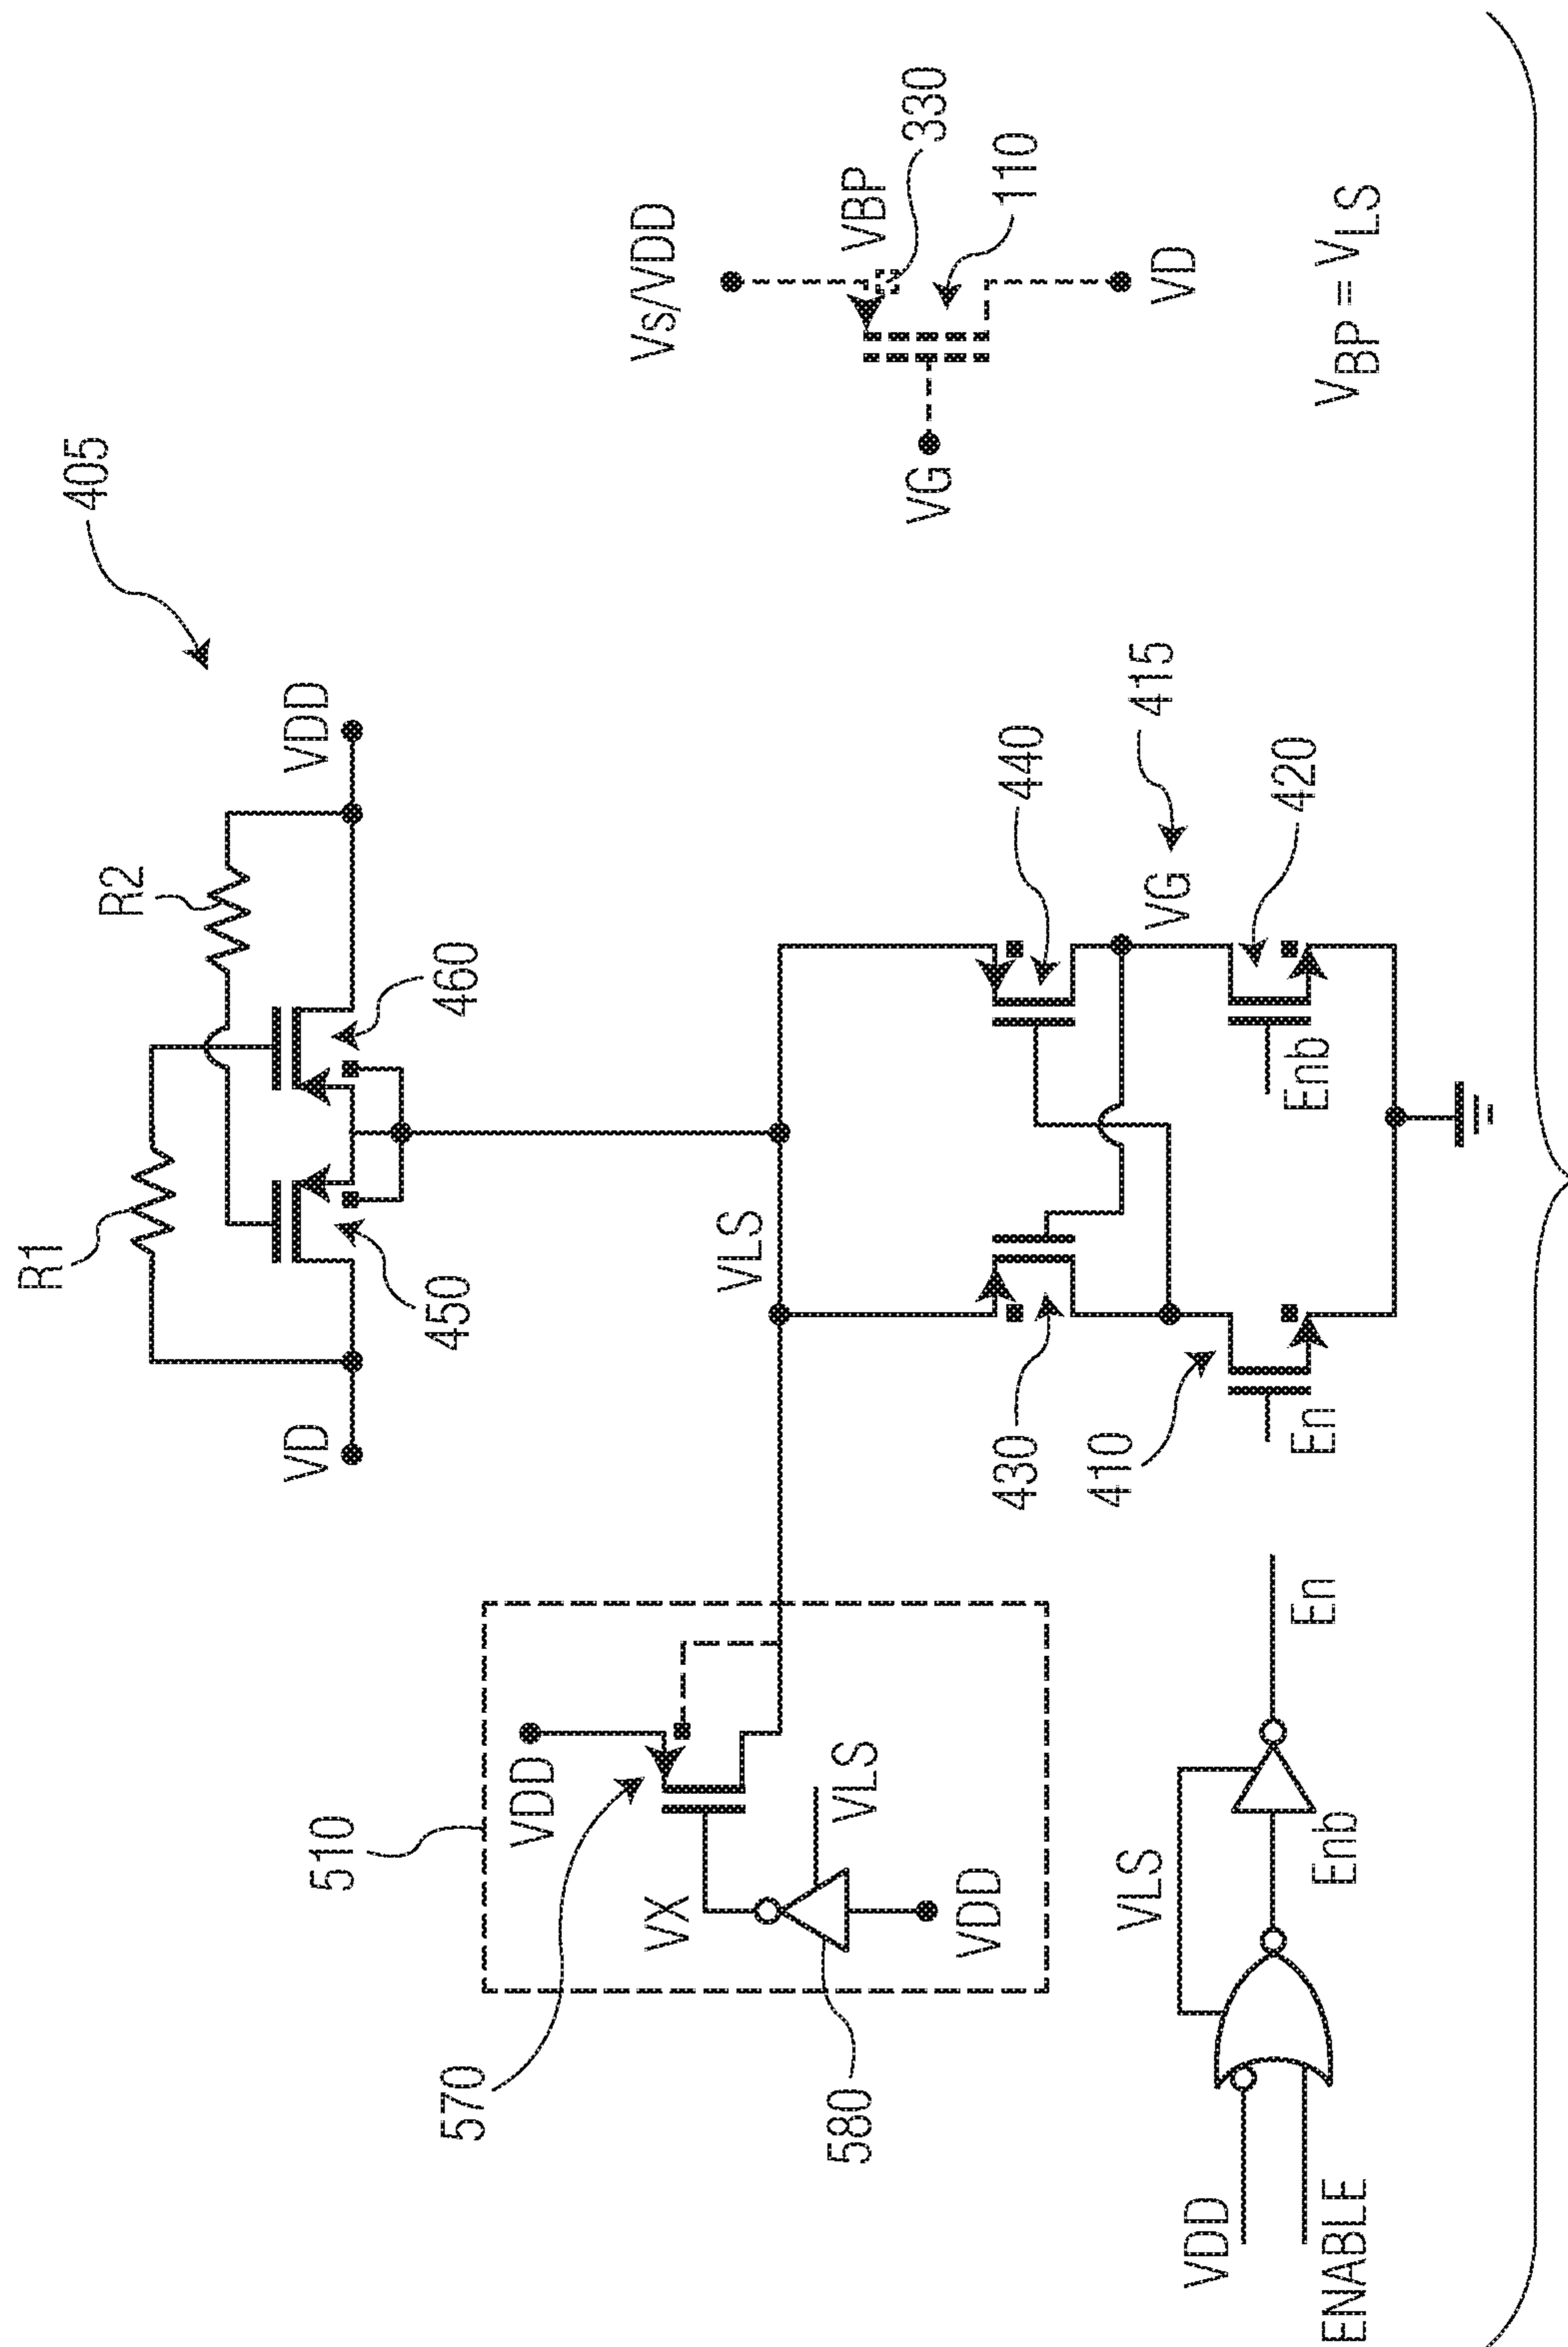 405
R1
R2
VD
450
460
VDD
510
570
VDD
VX
VLS
580
VDD
VLS
430
440
410
VG
415
En
Enb
420
VDD
ENABLE
VLS
Enb
En
Vs/VDD
VBP
330
VG
110
VD
VBP = VLS